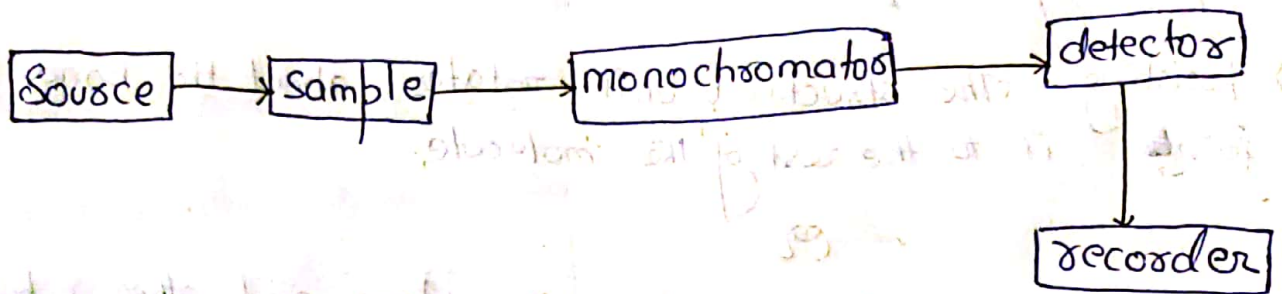 Source
Sample
monochromator
detector
recorder